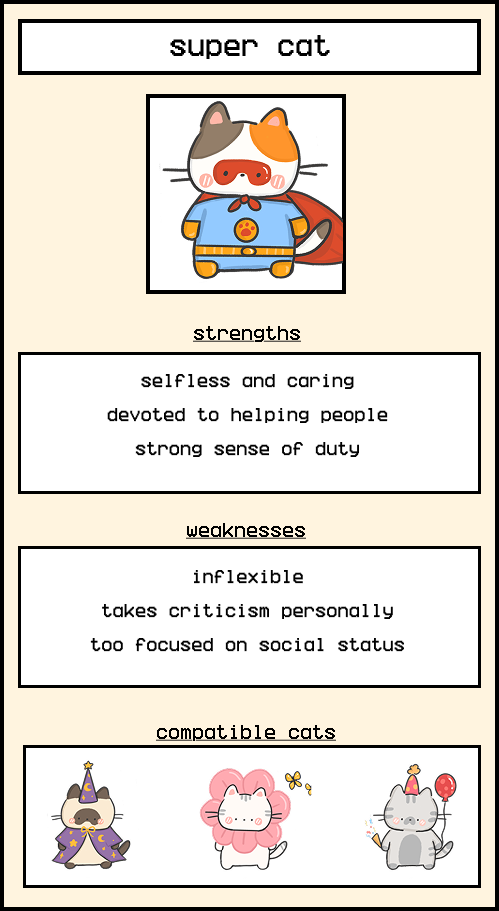 super cat
strengths
selfless and caring
devoted to helping people
strong sense of duty
weaknesses
inflexible
takes criticism personally
too focused on social status
compatible cats